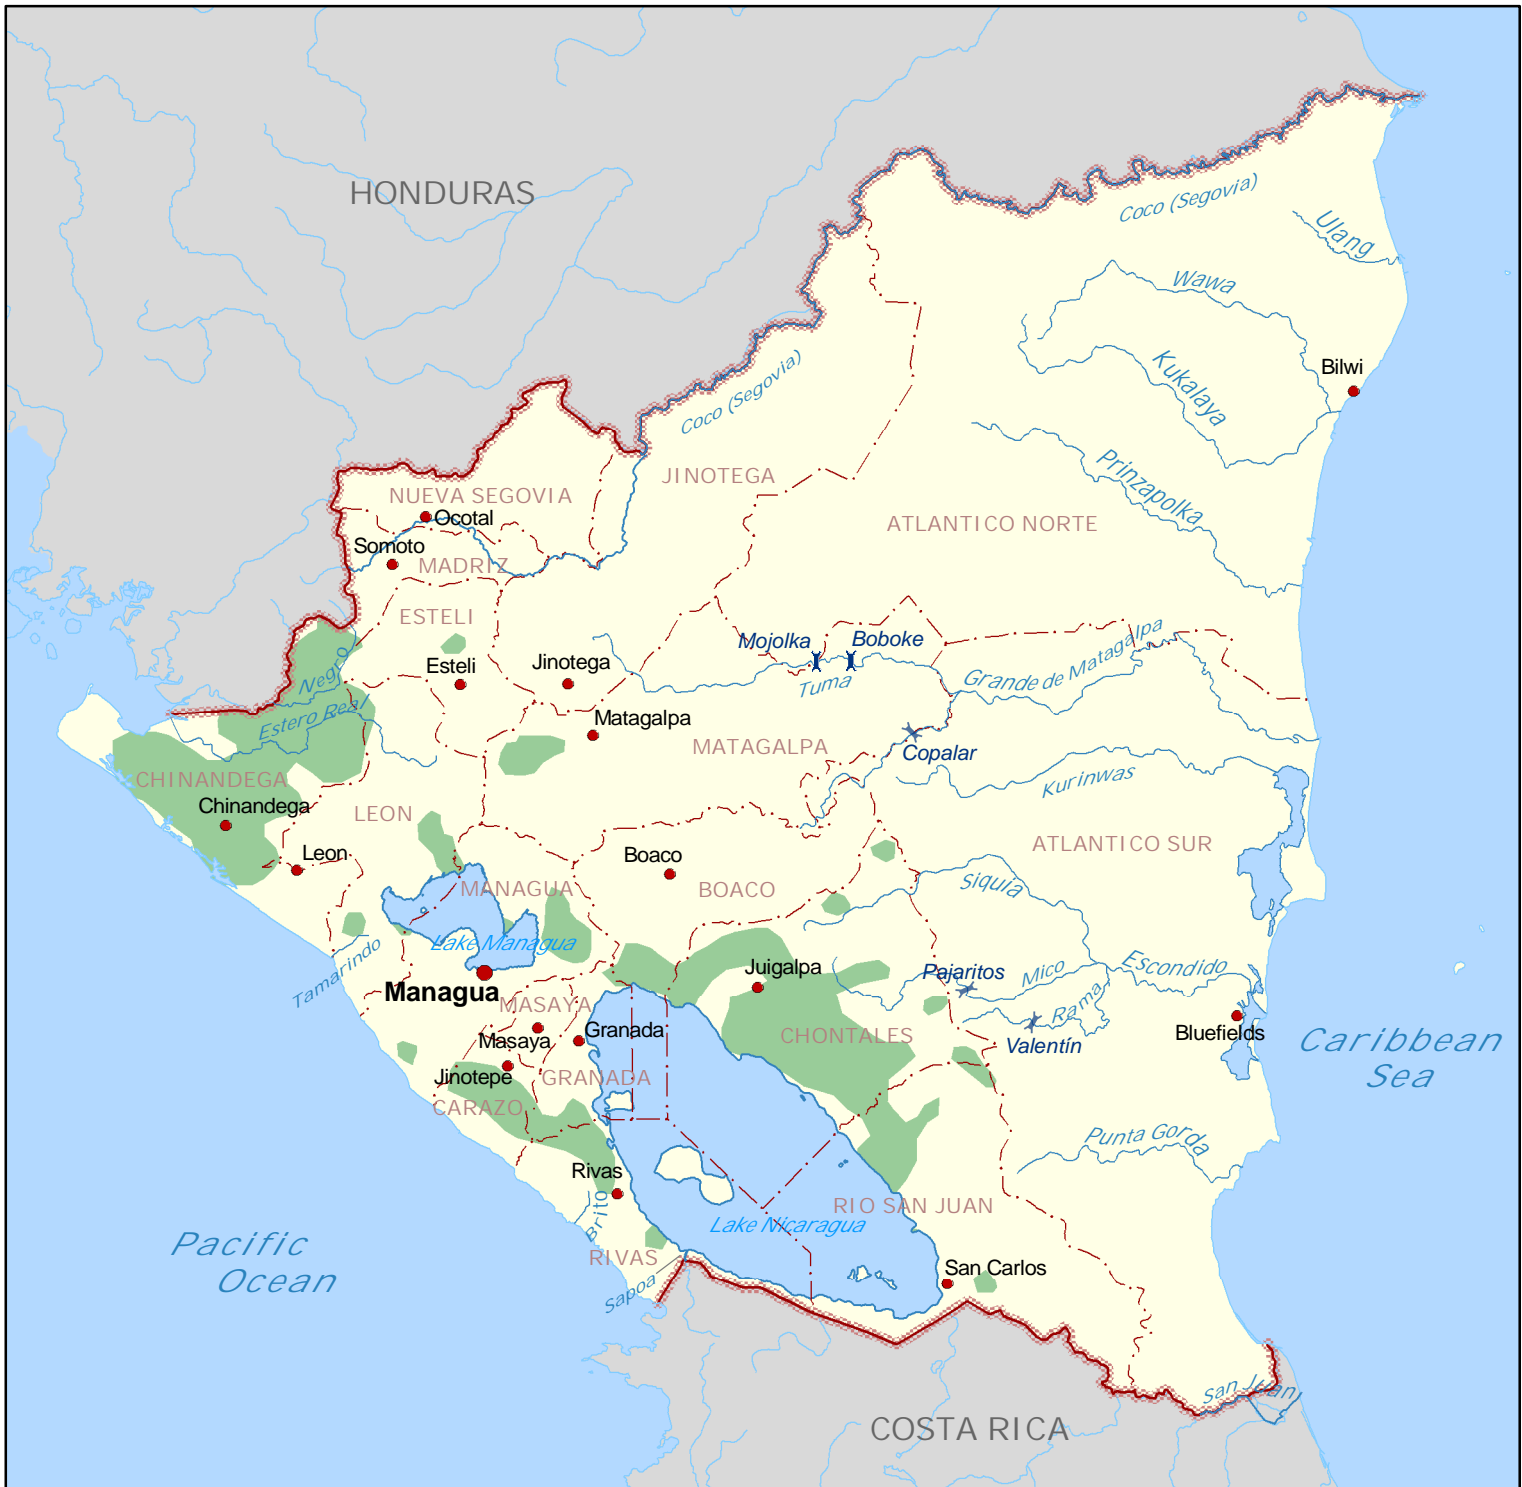 HONDURAS
Coco (Segovia)
Ulang
Wawa
Kukalaya
Bilwi
Coco (Segovia)
Prinzapolka
JINOTEGA
NUEVA SEGOVIA
Ocotal
ATLANTICO NORTE
Somoto
MADRIZ
ESTELI
Mojolka
Boboke
Tuma
Grande de Matagalpa
Esteli
Jinotega
Negro
Estero Real
Matagalpa
MATAGALPA
Copalar
Kurinwas
CHINANDEGA
Chinandega
LEON
Leon
Boaco
ATLANTICO SUR
MANAGUA
BOACO
Siquia
Lake Managua
Tamarindo
Managua
Juigalpa
Pajaritos
Mico
Escondido
MASAYA
Masaya
Granada
CHONTALES
Rama
Valentín
Bluefields
Caribbean
Sea
Jinotepe
GRANADA
CARAZO
Punta Gorda
Rivas
Brito
RIO SAN JUAN
Lake Nicaragua
Pacific
Ocean
RIVAS
Sapoa
San Carlos
San Juan
COSTA RICA